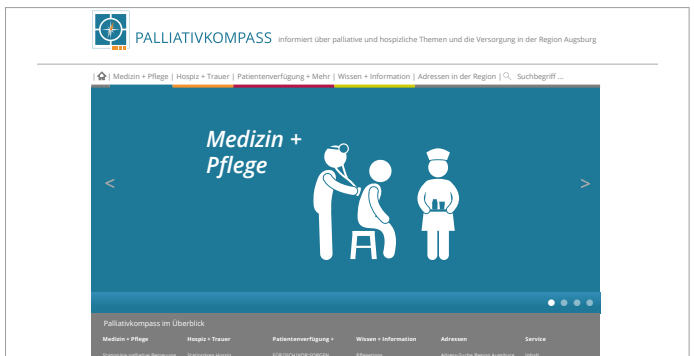 PALLIATIVKOMPASS informiert über palliative und hospizliche Themen und die Versorgung in der Region Augsburg
| Medizin + Pflege | Hospiz + Trauer | Patientenverfügung + Mehr | Wissen + Information | Adressen in der Region | Suchbegriff ...
Medizin +
Pflege
< >
Palliativkompass im Überblick
Medizin + Pflege Hospiz + Trauer Patientenverfügung + Wissen + Information Adressen Service